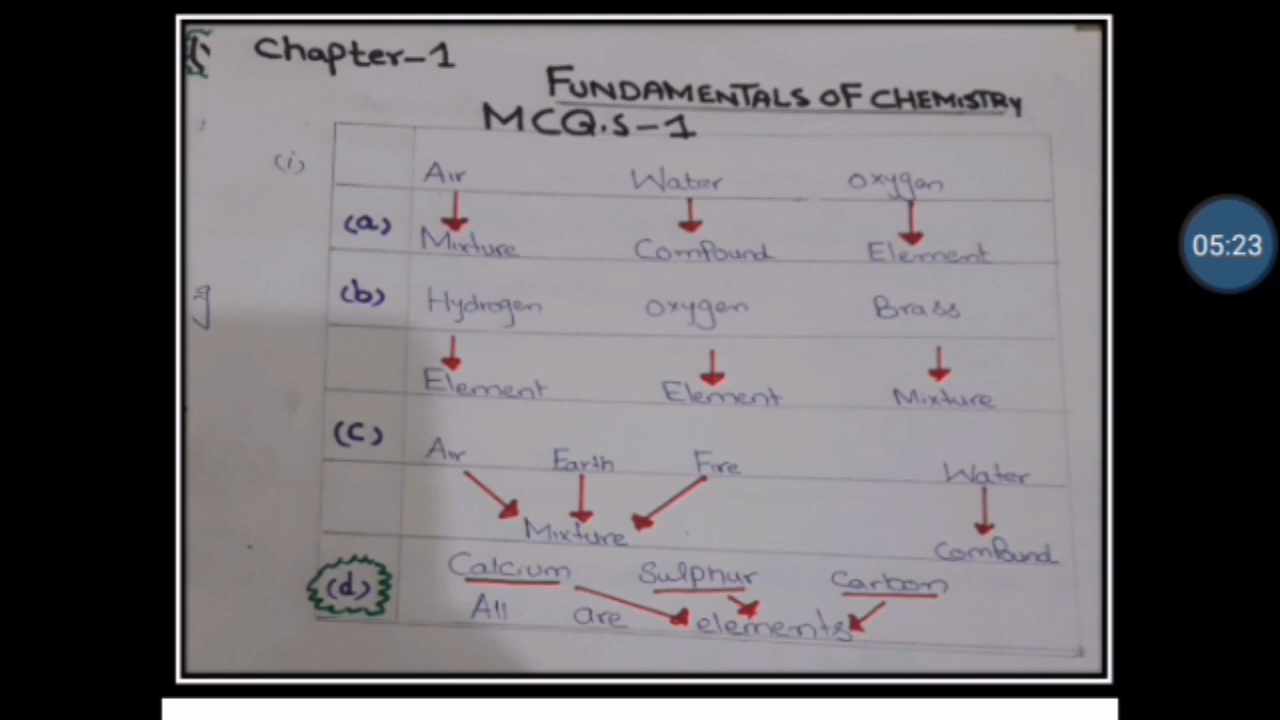 Chapter-1
FUNDAMENTALS OF CHEMISTRY
MCQ.S-1
(i)
Air Water Oxygen
(a) Mixture Compound Element
(b) Hydrogen Oxygen Brass
Element Element Mixture
(c) Air Earth Fire Water
Mixture Compound
(d) Calcium Sulphur Carbon
All are elements
05:23